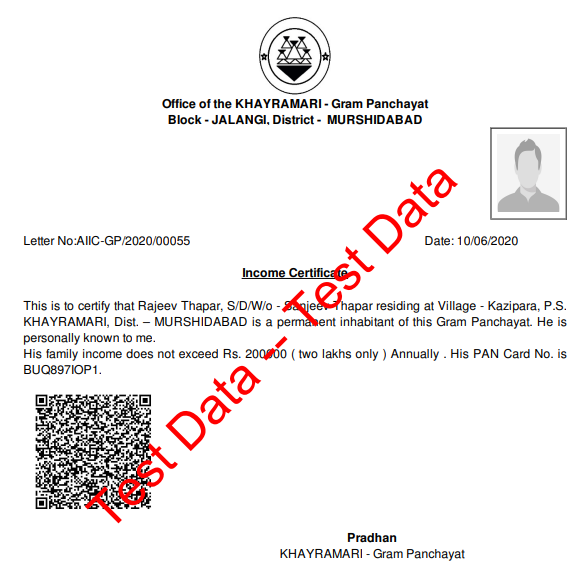 Office of the KHAYRAMARI - Gram Panchayat
Block - JALANGI, District - MURSHIDABAD
Letter No:AIIC-GP/2020/00055
Date: 10/06/2020
Income Certificate
This is to certify that Rajeev Thapar, S/D/W/o - Sanjeev Thapar residing at Village - Kazipara, P.S.
KHAYRAMARI, Dist. – MURSHIDABAD is a permanent inhabitant of this Gram Panchayat. He is
personally known to me.
His family income does not exceed Rs. 200000 ( two lakhs only ) Annually . His PAN Card No. is
BUQ897IOP1.
Test Data -- Test Data
Pradhan
KHAYRAMARI - Gram Panchayat